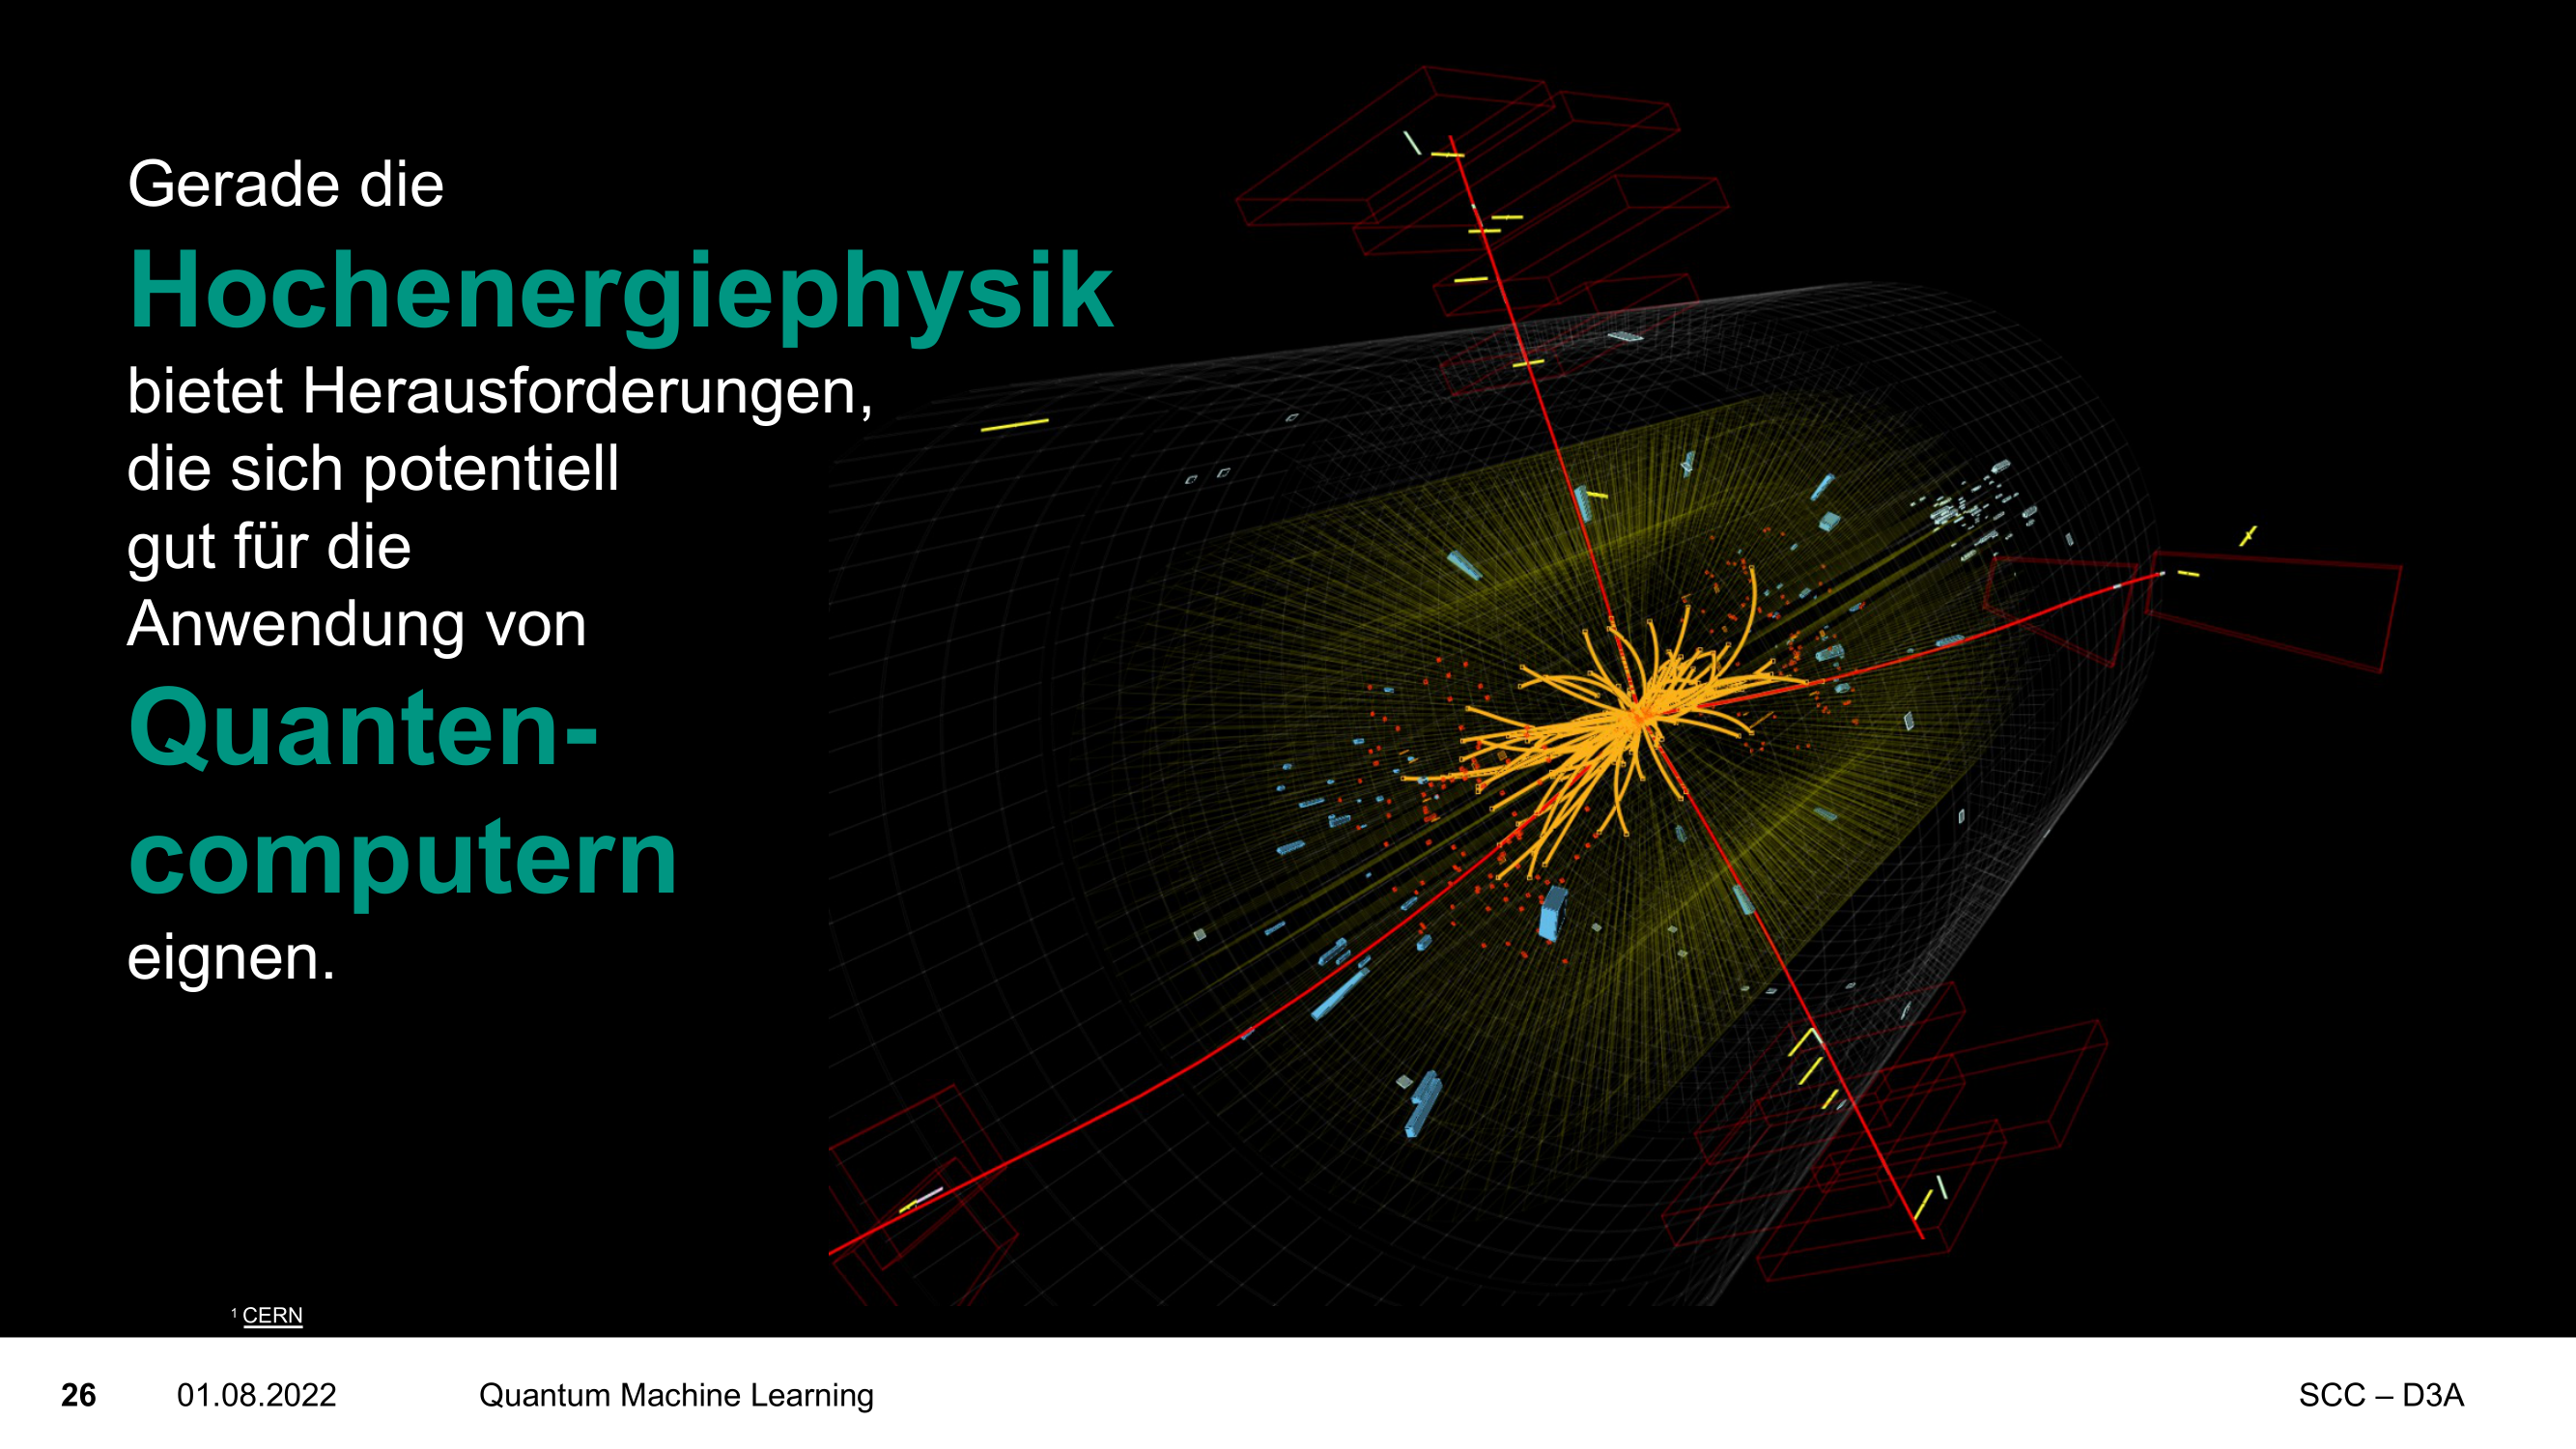 Gerade die
Hochenergiephysik
bietet Herausforderungen,
die sich potentiell
gut für die
Anwendung von
Quanten-
computern
eignen.
¹ CERN
26 01.08.2022 Quantum Machine Learning SCC – D3A